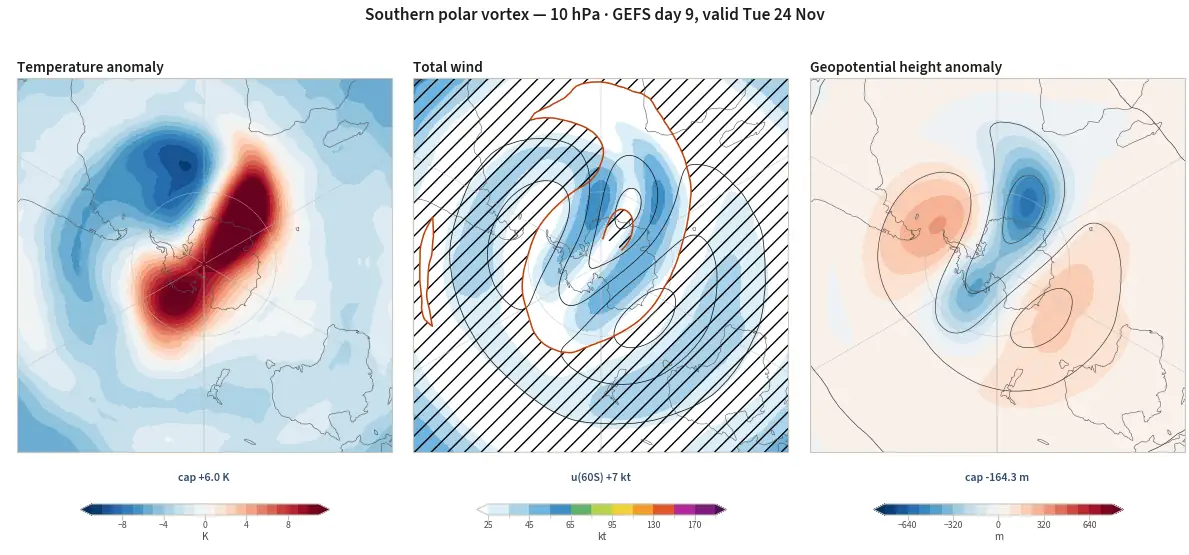 Southern polar vortex — 10 hPa · GEFS day 9, valid Tue 24 Nov
Temperature anomaly
Total wind
Geopotential height anomaly
cap +6.0 K
u(60S) +7 kt
cap -164.3 m
−8 −4 0 4 8
K
25 45 65 95 130 170
kt
−640 −320 0 320 640
m